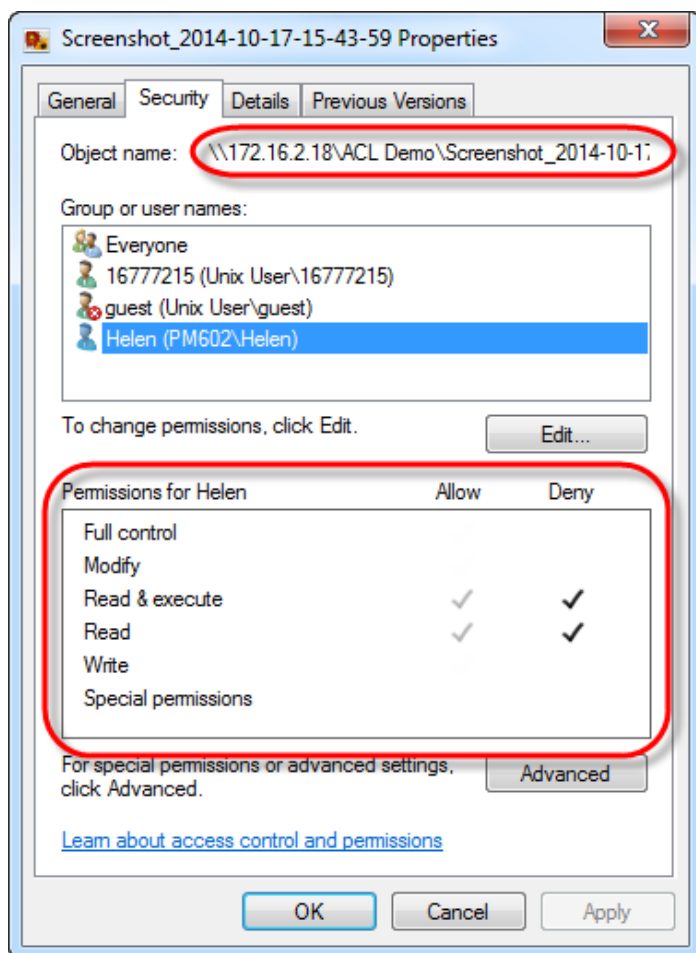 Screenshot_2014-10-17-15-43-59 Properties
General Security Details Previous Versions
Object name: \\172.16.2.18\ACL Demo\Screenshot_2014-10-17
Group or user names:
Everyone
16777215 (Unix User\16777215)
guest (Unix User\guest)
Helen (PM602\Helen)
To change permissions, click Edit.
Edit...
Permissions for Helen Allow Deny
Full control
Modify
Read & execute
Read
Write
Special permissions
For special permissions or advanced settings,
click Advanced.
Advanced
Learn about access control and permissions
OK Cancel Apply